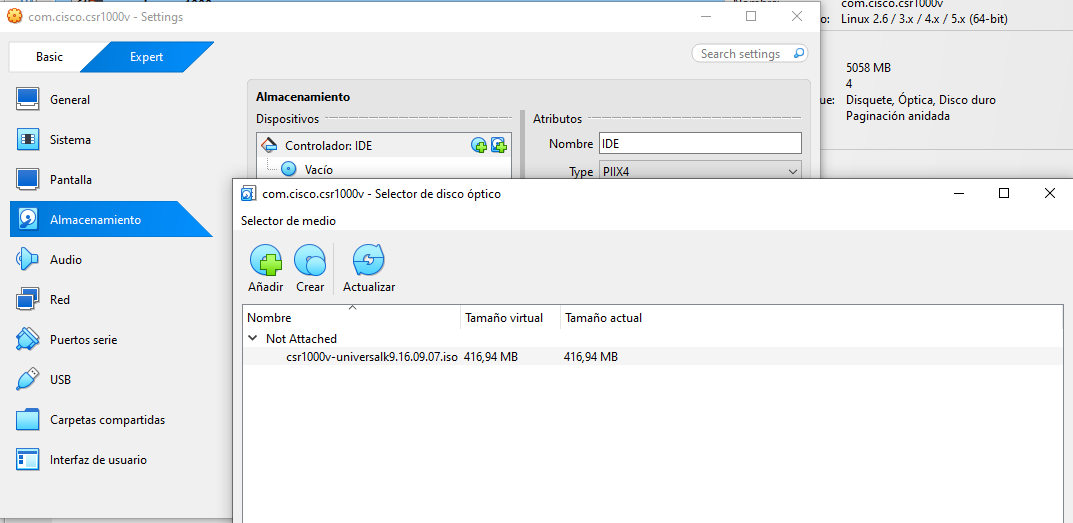 com.cisco.csr1000v - Settings
com.cisco.csr1000v
o: Linux 2.6 / 3.x / 4.x / 5.x (64-bit)
Basic
Expert
Search settings
5058 MB
4
ue: Disquete, Óptica, Disco duro
Paginación anidada
General
Sistema
Pantalla
Almacenamiento
Audio
Red
Puertos serie
USB
Carpetas compartidas
Interfaz de usuario
Almacenamiento
Dispositivos
Controlador: IDE
Vacío
Atributos
Nombre IDE
Type PIIX4
com.cisco.csr1000v - Selector de disco óptico
Selector de medio
Añadir Crear Actualizar
Nombre Tamaño virtual Tamaño actual
Not Attached
csr1000v-universalk9.16.09.07.iso 416,94 MB 416,94 MB